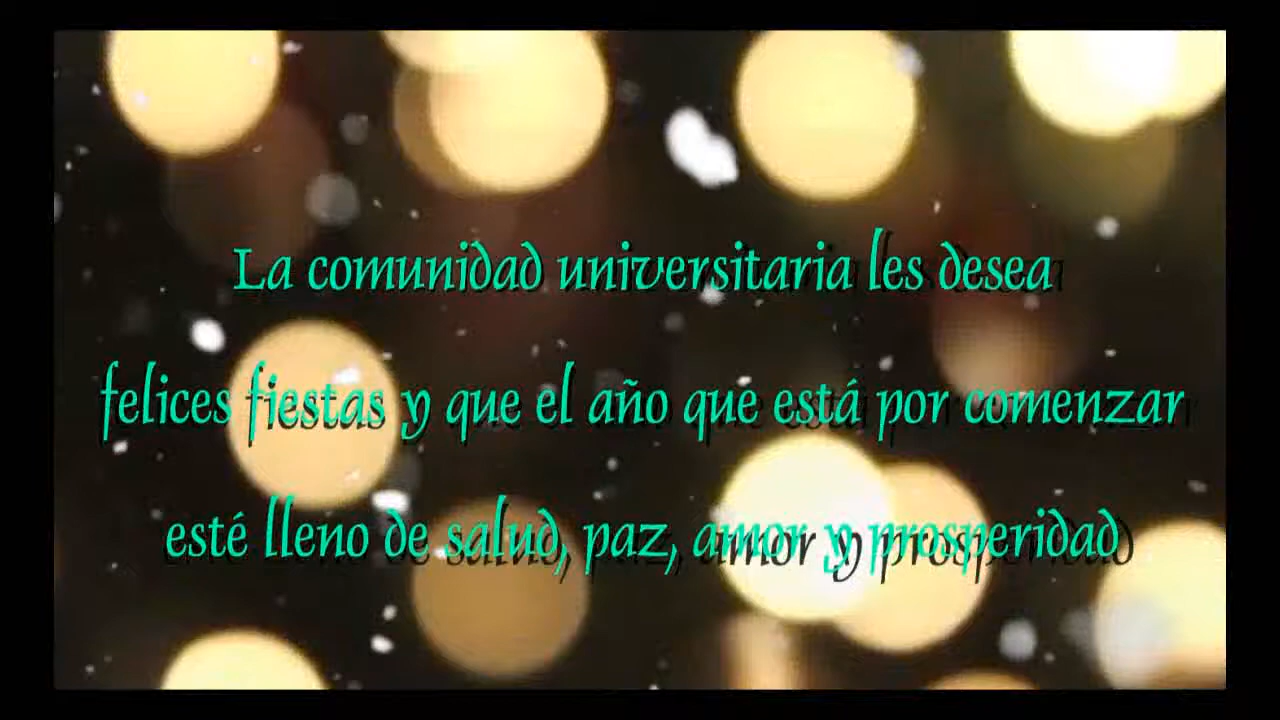 La comunidad universitaria les desea
felices fiestas y que el año que está por comenzar
esté lleno de salud, paz, amor y prosperidad